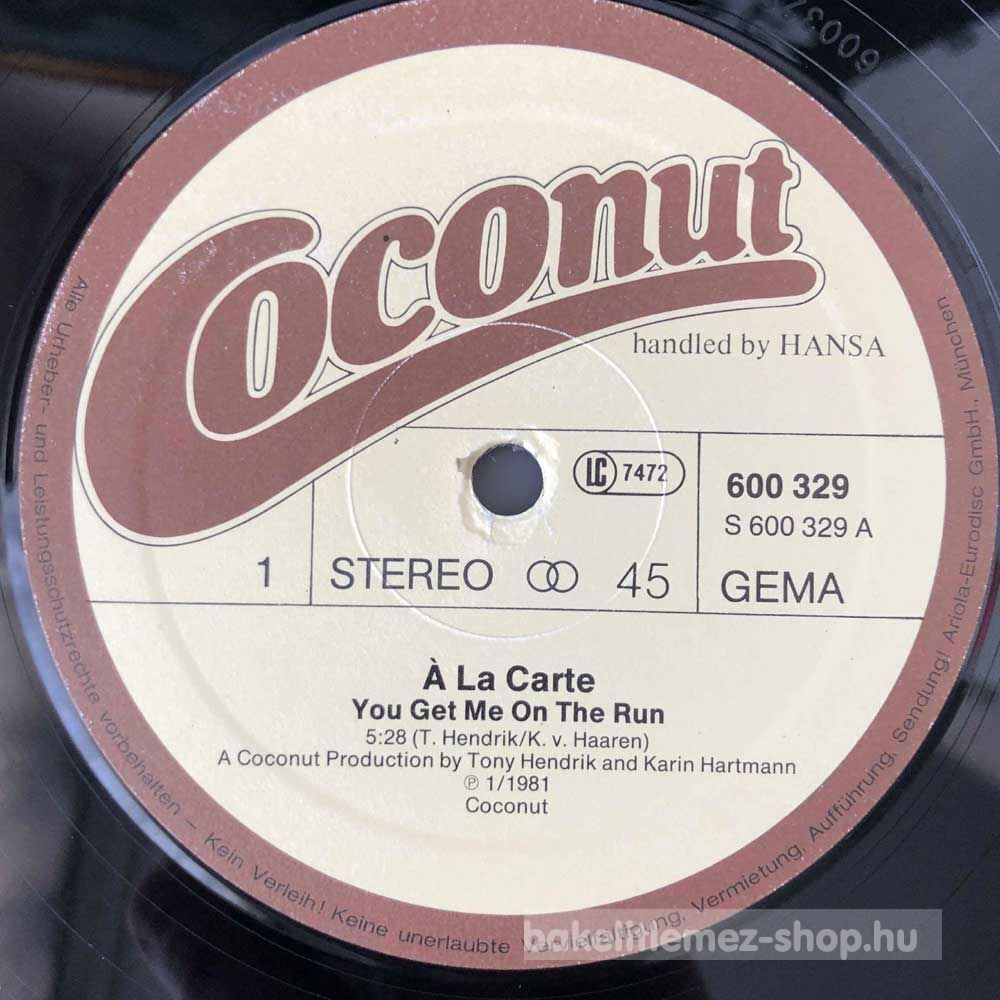 Coconut
handled by HANSA
LC 7472
600 329
S 600 329 A
1 STEREO 45 GEMA
À La Carte
You Get Me On The Run
5:28 (T. Hendrik/K. v. Haaren)
A Coconut Production by Tony Hendrik and Karin Hartmann
℗ 1/1981
Coconut
Alle Urheber- und Leistungsschutzrechte vorbehalten – Kein Verleih! Keine unerlaubte Vervielfältigung, Vermietung, Aufführung, Sendung! Ariola-Eurodisc GmbH., München
bakelitlemez-shop.hu